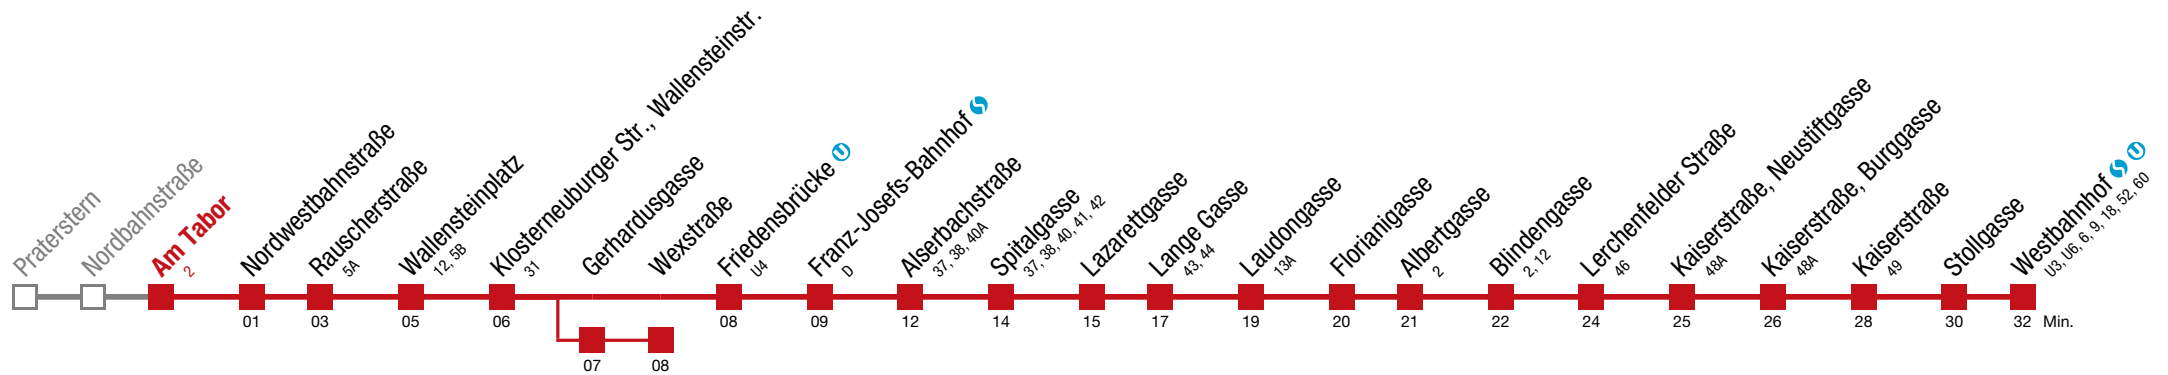 Praterstern
Nordbahnstraße
Am Tabor
2
Nordwestbahnstraße
Rauscherstraße
5A
Wallensteinplatz
12, 5B
Klosterneuburger Str., Wallensteinstr.
31
Gerhardusgasse
Wexstraße
Friedensbrücke
U4
Franz-Josefs-Bahnhof
D
Alserbachstraße
37, 38, 40A
Spitalgasse
37, 38, 40, 41, 42
Lazarettgasse
Lange Gasse
43, 44
Laudongasse
13A
Florianigasse
Albertgasse
2
Blindengasse
2, 12
Lerchenfelder Straße
46
Kaiserstraße, Neustiftgasse
48A
Kaiserstraße, Burggasse
48A
Kaiserstraße
49
Stollgasse
Westbahnhof
U3, U6, 6, 9, 18, 52, 60
01 03 05 06 08 09 12 14 15 17 19 20 21 22 24 25 26 28 30 32 Min.
07 08